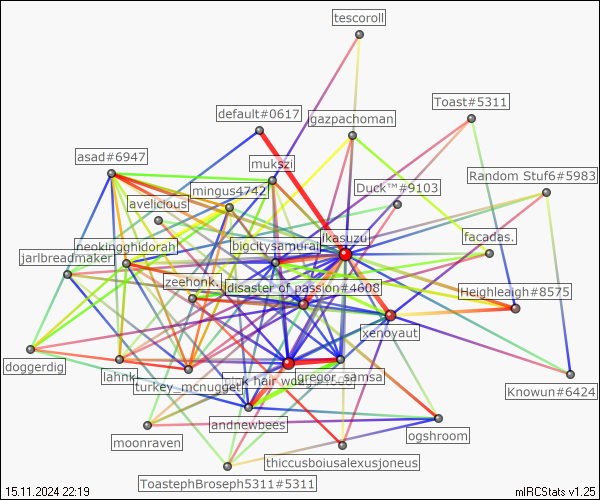 tescoroll
Toast#5311
default#0617
gazpachoman
asad#6947
mukszi
Random Stuf6#5983
mingus4742
Duck™#9103
avelicious
ikasuzu
facadas.
neokingghidorah
bigcitysamurai
jarlbreadmaker
zeehonk.
disaster of passion#4608
Heighleaigh#8575
xenoyaut
doggerdig
lahnk
turkey_mcnugget
gregor_samsa
Knowun#6424
andnewbees
moonraven
ogshroom
thiccusboiusalexusjoneus
ToastephBroseph5311#5311
15.11.2024 22:19
mIRCStats v1.25